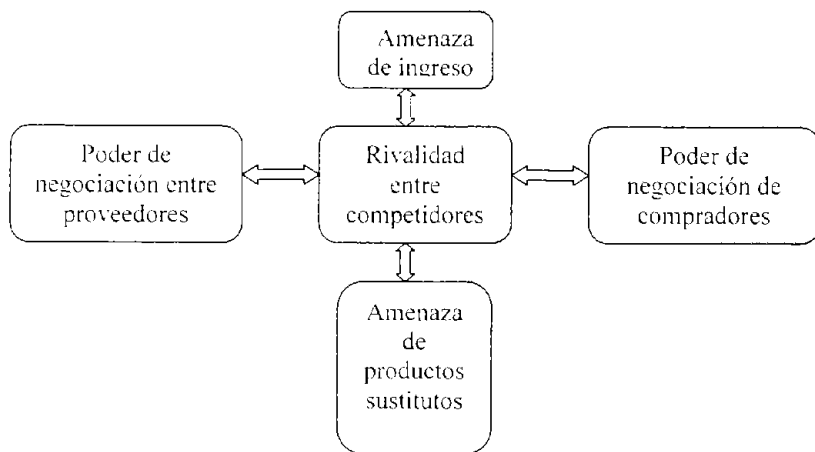 Amenaza
de ingreso
Poder de
negociación entre
proveedores
Rivalidad
entre
competidores
Poder de
negociación de
compradores
Amenaza
de
productos
sustitutos